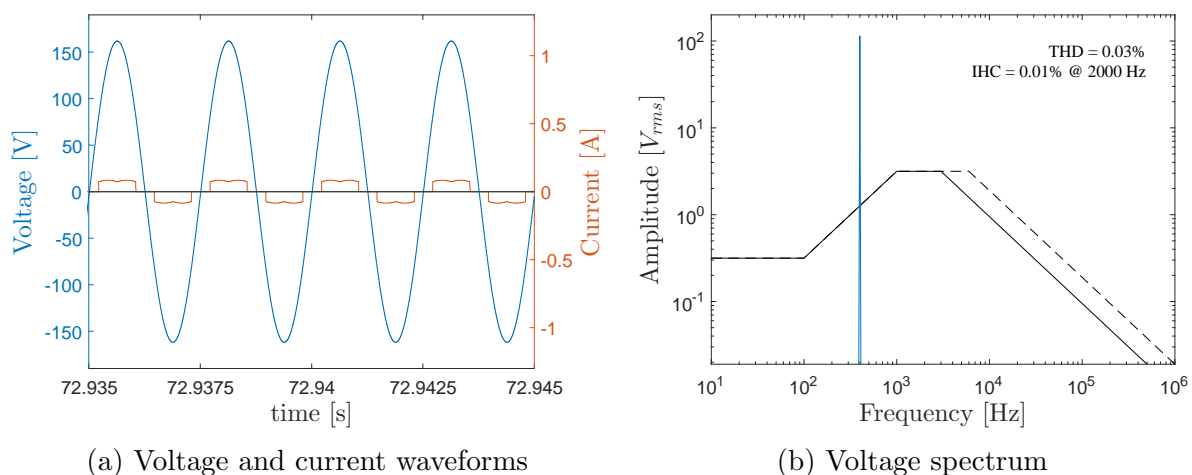 150
100
50
0
-50
-100
-150
Voltage [V]
1
0.5
0
-0.5
-1
Current [A]
72.935 72.9375 72.94 72.9425 72.945
time [s]
(a) Voltage and current waveforms
THD = 0.03%
IHC = 0.01% @ 2000 Hz
10²
10¹
10⁰
10⁻¹
Amplitude [Vrms]
10¹ 10² 10³ 10⁴ 10⁵ 10⁶
Frequency [Hz]
(b) Voltage spectrum